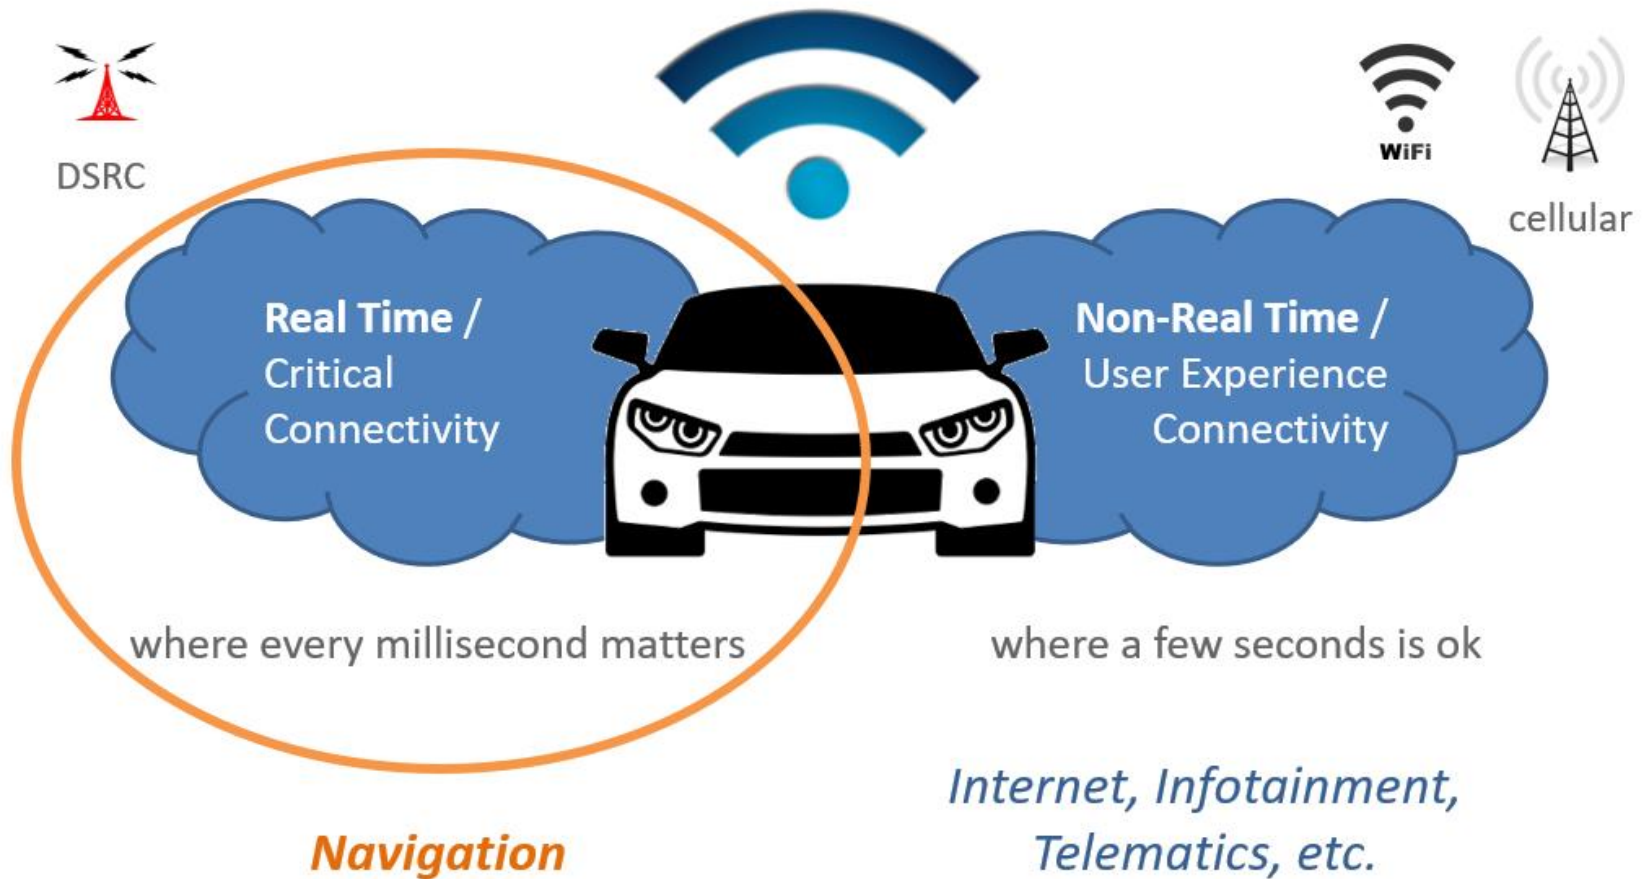 DSRC
WiFi
cellular
Real Time /
Critical
Connectivity
Non-Real Time /
User Experience
Connectivity
where every millisecond matters
where a few seconds is ok
Navigation
Internet, Infotainment,
Telematics, etc.